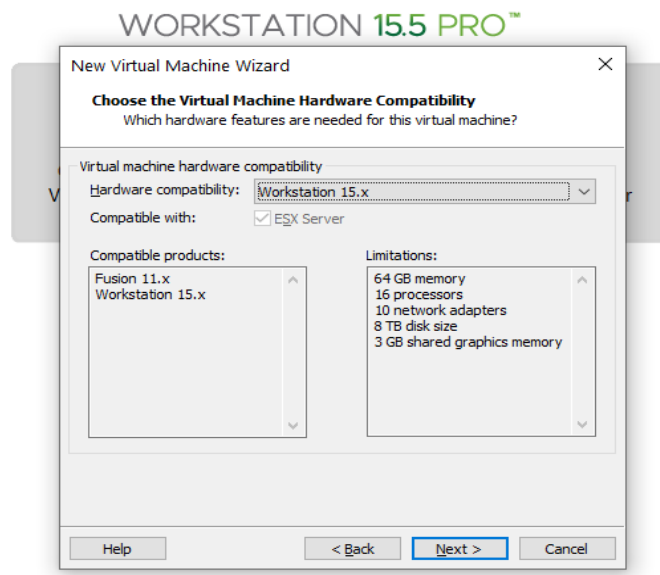 WORKSTATION 15.5 PRO™
New Virtual Machine Wizard
Choose the Virtual Machine Hardware Compatibility
Which hardware features are needed for this virtual machine?
Virtual machine hardware compatibility
Hardware compatibility: Workstation 15.x
Compatible with: ESX Server
Compatible products: Limitations:
Fusion 11.x 64 GB memory
Workstation 15.x 16 processors
10 network adapters
8 TB disk size
3 GB shared graphics memory
Help < Back Next > Cancel